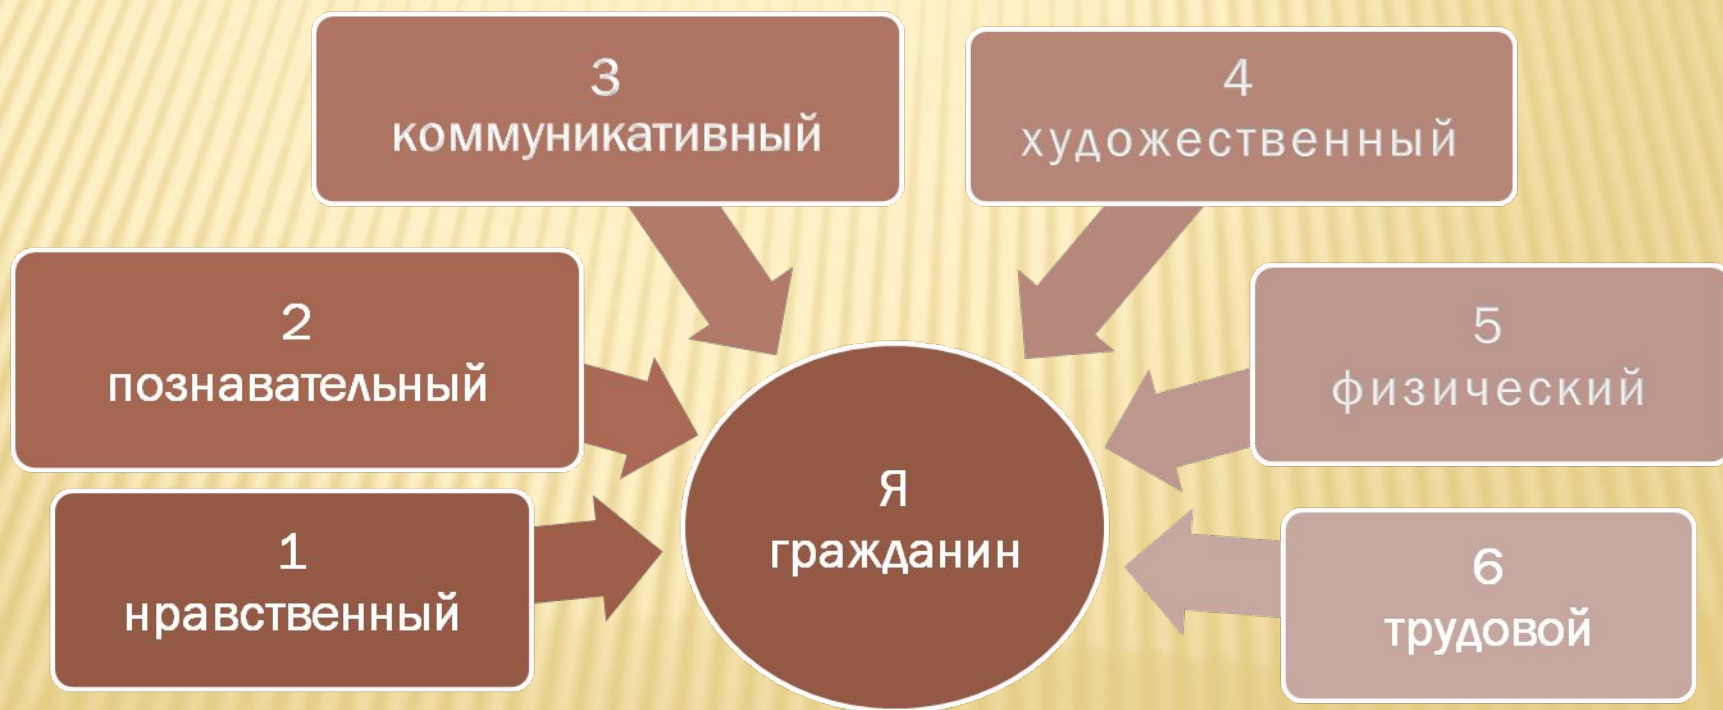 3
коммуникативный
4
художественный
2
познавательный
5
физический
Я
гражданин
1
нравственный
6
трудовой